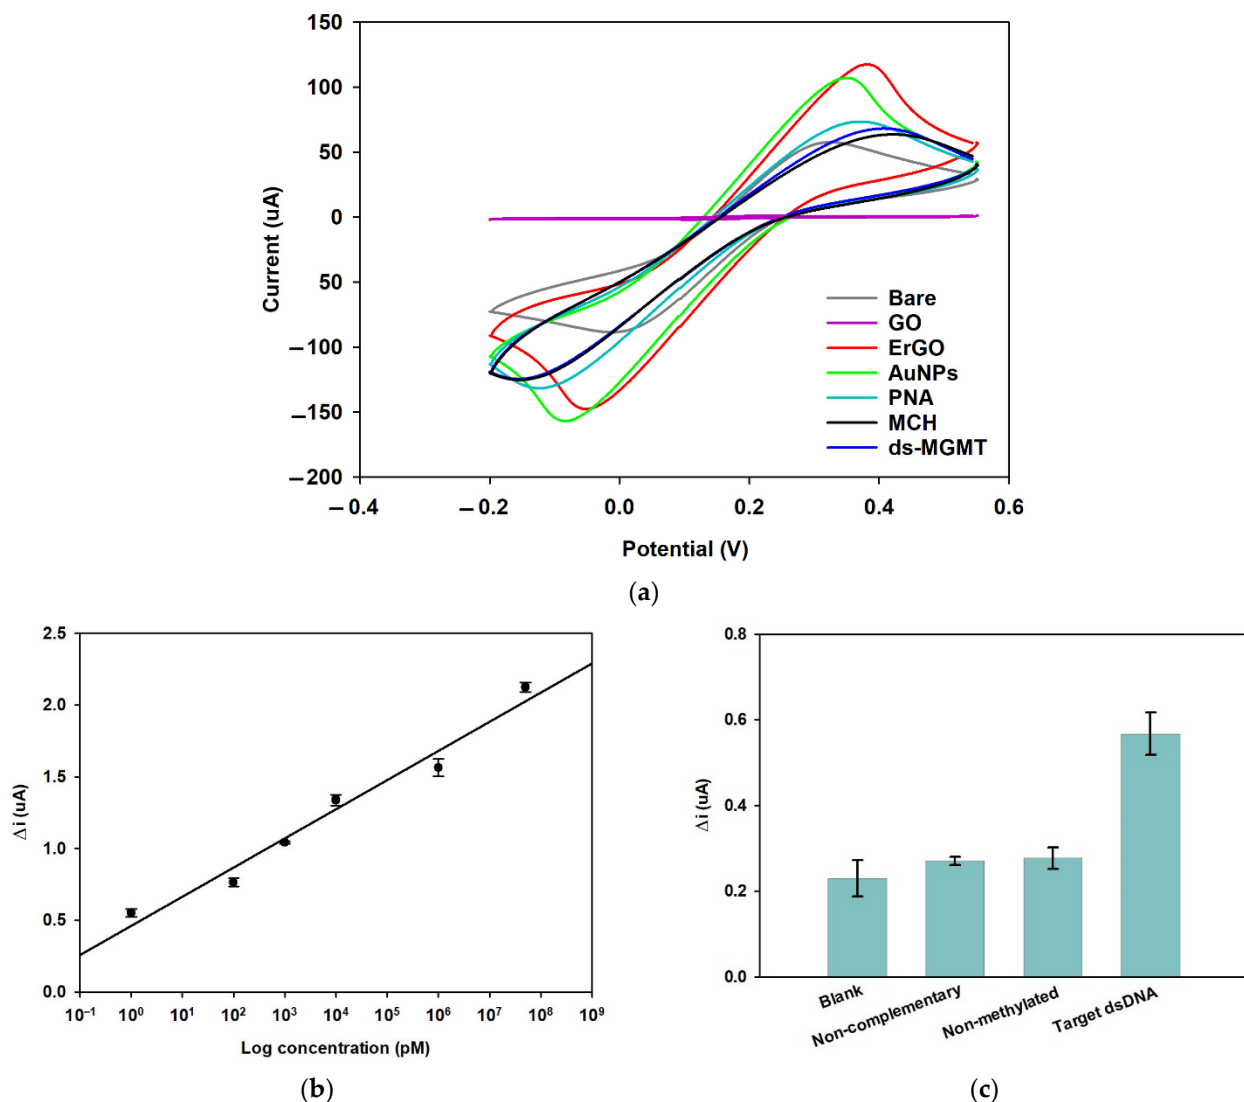 150
100
50
0
50
−100
−150
−200
Current (uA)
Bare
GO
ErGO
AuNPs
PNA
MCH
ds-MGMT
−0.4 −0.2 0.0 0.2 0.4 0.6
Potential (V)
(a)
2.5
2.0
1.5
1.0
0.5
0.0
Δi (uA)
10⁻¹ 10⁰ 10¹ 10² 10³ 10⁴ 10⁵ 10⁶ 10⁷ 10⁸ 10⁹
Log concentration (pM)
(b)
0.8
0.6
0.4
0.2
0.0
Δi (uA)
Blank
Non-complementary
Non-methylated
Target dsDNA
(c)